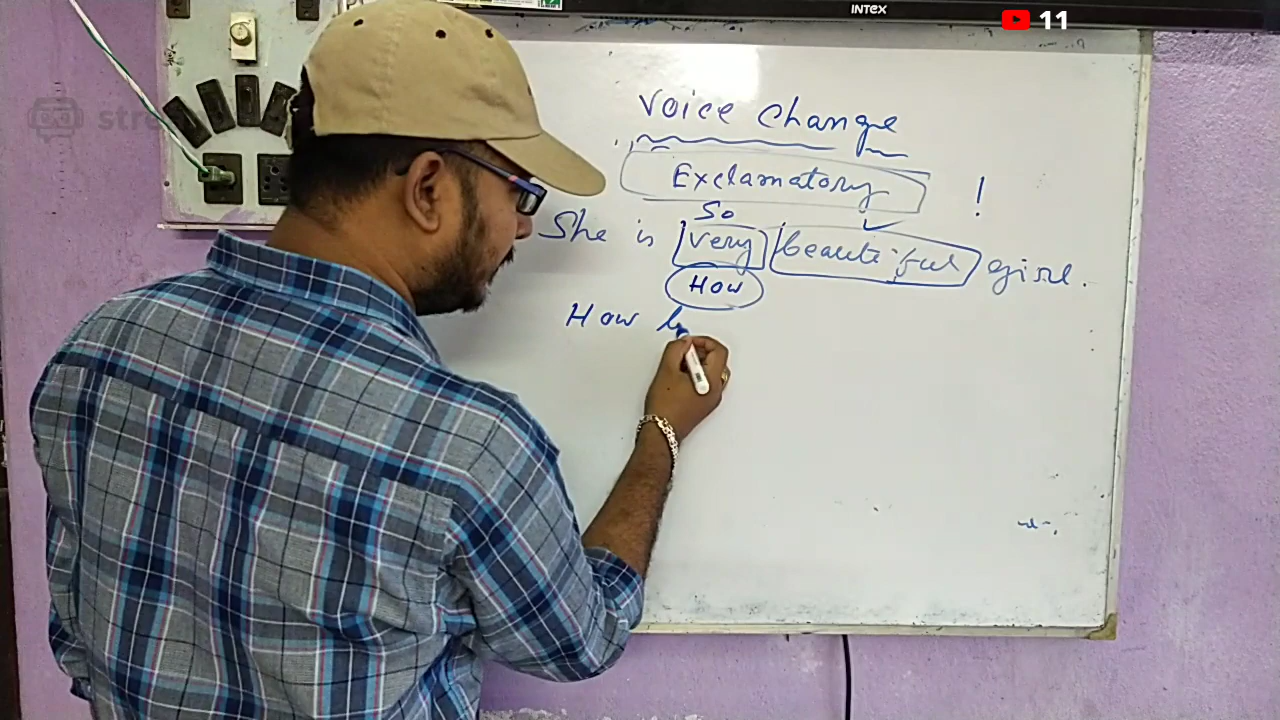 INTEX
11
voice change
Exclamatory !
So
She is very beautiful girl.
How
How b